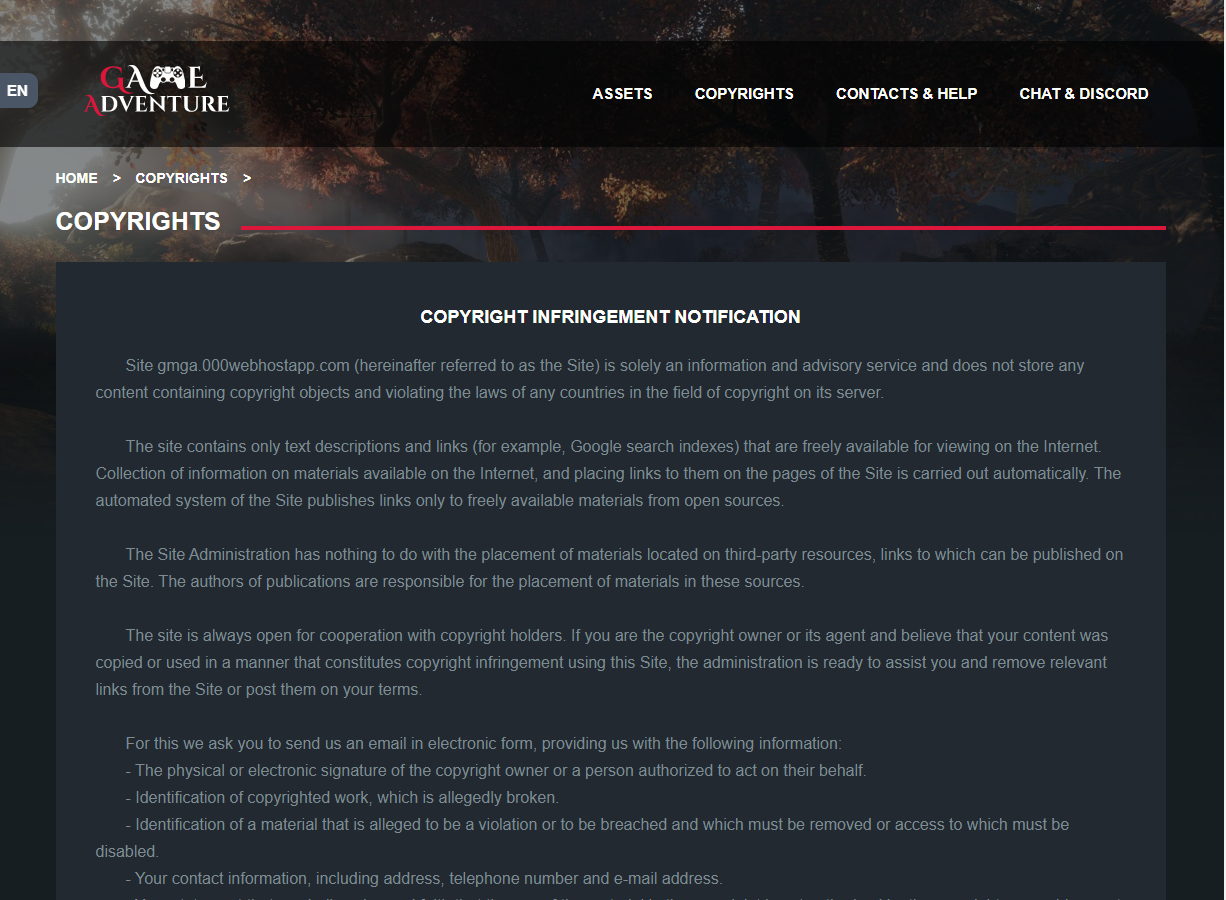 EN
GAME
ADVENTURE
ASSETS
COPYRIGHTS
CONTACTS & HELP
CHAT & DISCORD
HOME > COPYRIGHTS >
COPYRIGHTS
COPYRIGHT INFRINGEMENT NOTIFICATION
Site gmga.000webhostapp.com (hereinafter referred to as the Site) is solely an information and advisory service and does not store any
content containing copyright objects and violating the laws of any countries in the field of copyright on its server.
The site contains only text descriptions and links (for example, Google search indexes) that are freely available for viewing on the Internet.
Collection of information on materials available on the Internet, and placing links to them on the pages of the Site is carried out automatically. The
automated system of the Site publishes links only to freely available materials from open sources.
The Site Administration has nothing to do with the placement of materials located on third-party resources, links to which can be published on
the Site. The authors of publications are responsible for the placement of materials in these sources.
The site is always open for cooperation with copyright holders. If you are the copyright owner or its agent and believe that your content was
copied or used in a manner that constitutes copyright infringement using this Site, the administration is ready to assist you and remove relevant
links from the Site or post them on your terms.
For this we ask you to send us an email in electronic form, providing us with the following information:
- The physical or electronic signature of the copyright owner or a person authorized to act on their behalf.
- Identification of copyrighted work, which is allegedly broken.
- Identification of a material that is alleged to be a violation or to be breached and which must be removed or access to which must be
disabled.
- Your contact information, including address, telephone number and e-mail address.